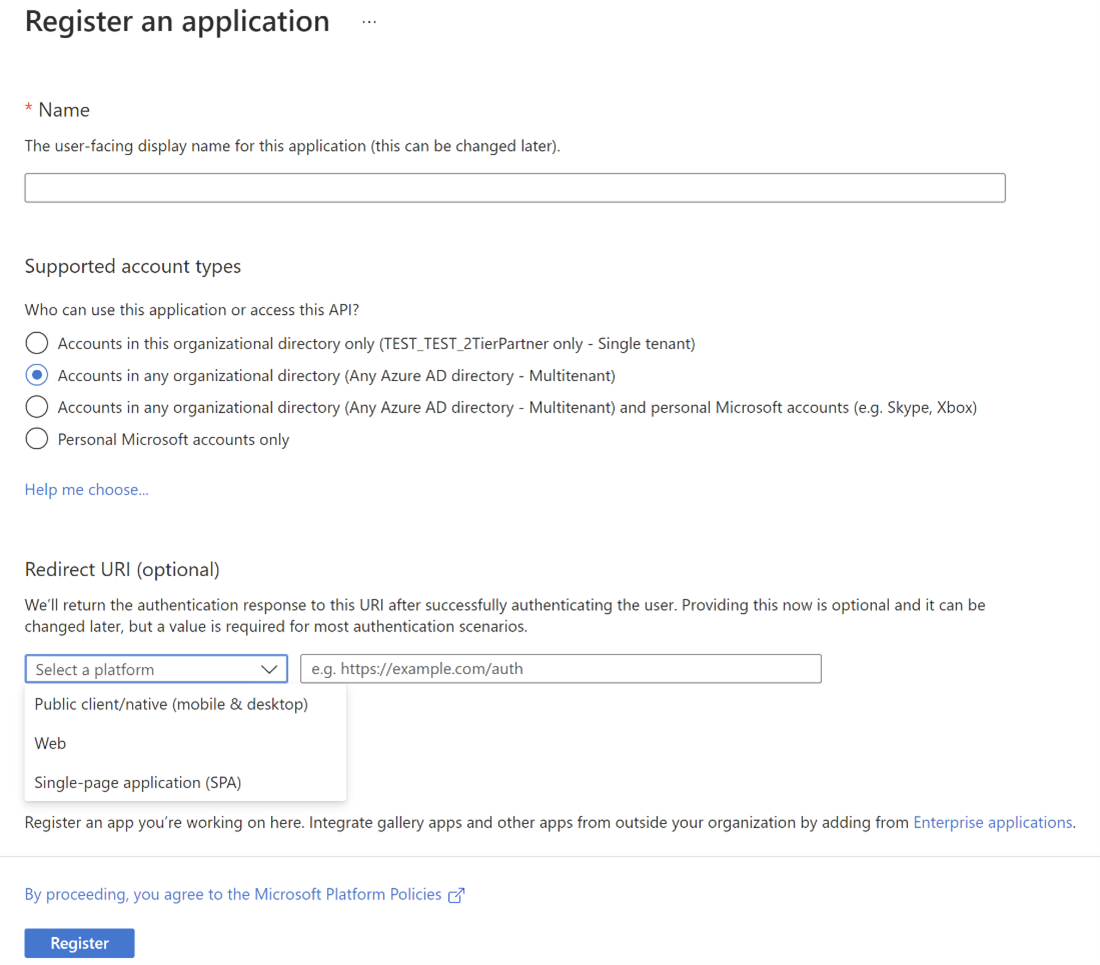 Register an application ...
* Name
The user-facing display name for this application (this can be changed later).
Supported account types
Who can use this application or access this API?
Accounts in this organizational directory only (TEST_TEST_2TierPartner only - Single tenant)
Accounts in any organizational directory (Any Azure AD directory - Multitenant)
Accounts in any organizational directory (Any Azure AD directory - Multitenant) and personal Microsoft accounts (e.g. Skype, Xbox)
Personal Microsoft accounts only
Help me choose...
Redirect URI (optional)
We'll return the authentication response to this URI after successfully authenticating the user. Providing this now is optional and it can be
changed later, but a value is required for most authentication scenarios.
Select a platform e.g. https://example.com/auth
Public client/native (mobile & desktop)
Web
Single-page application (SPA)
Register an app you're working on here. Integrate gallery apps and other apps from outside your organization by adding from Enterprise applications.
By proceeding, you agree to the Microsoft Platform Policies
Register